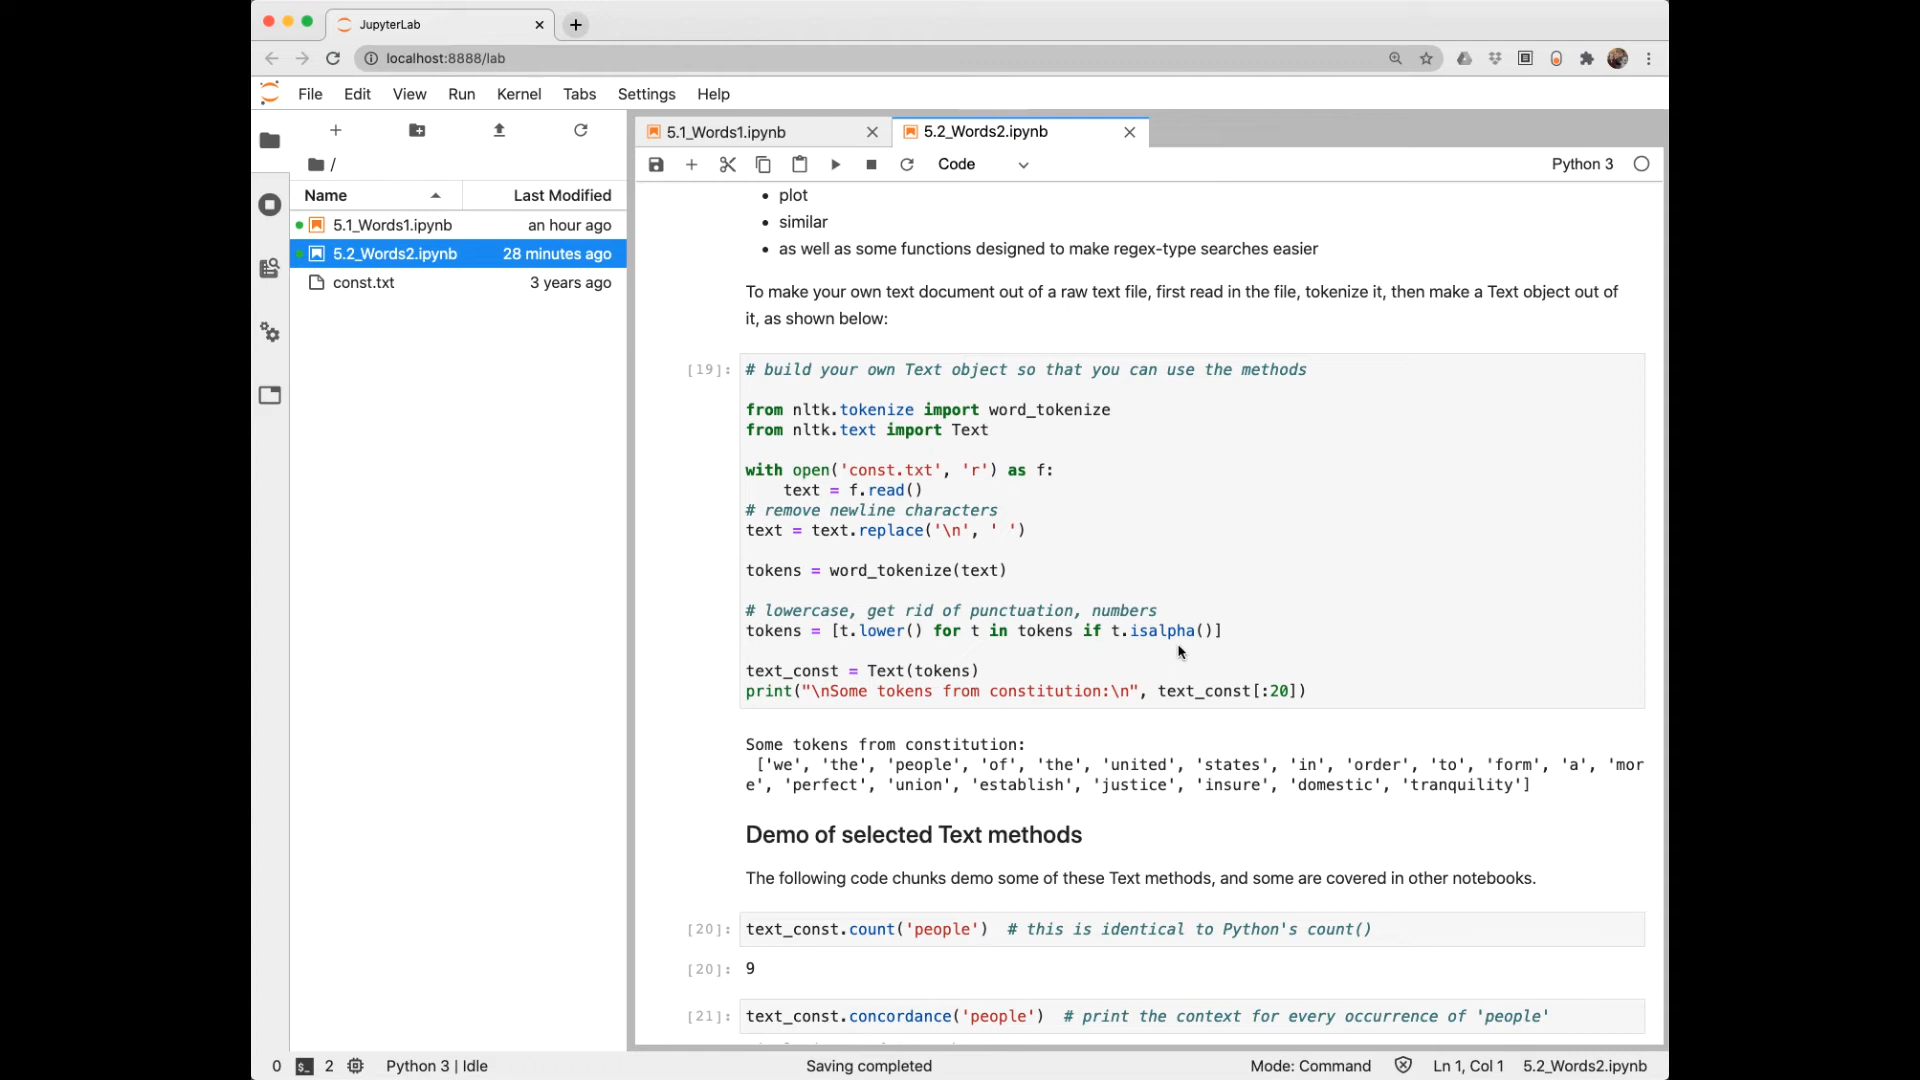 JupyterLab
localhost:8888/lab
File Edit View Run Kernel Tabs Settings Help
/
Name Last Modified
5.1_Words1.ipynb an hour ago
5.2_Words2.ipynb 28 minutes ago
const.txt 3 years ago
5.1_Words1.ipynb 5.2_Words2.ipynb
Code Python 3
• plot
• similar
• as well as some functions designed to make regex-type searches easier
To make your own text document out of a raw text file, first read in the file, tokenize it, then make a Text object out of
it, as shown below:
[19]: # build your own Text object so that you can use the methods
from nltk.tokenize import word_tokenize
from nltk.text import Text
with open('const.txt', 'r') as f:
    text = f.read()
# remove newline characters
text = text.replace('\n', ' ')
tokens = word_tokenize(text)
# lowercase, get rid of punctuation, numbers
tokens = [t.lower() for t in tokens if t.isalpha()]
text_const = Text(tokens)
print("\nSome tokens from constitution:\n", text_const[:20])
Some tokens from constitution:
['we', 'the', 'people', 'of', 'the', 'united', 'states', 'in', 'order', 'to', 'form', 'a', 'mor
e', 'perfect', 'union', 'establish', 'justice', 'insure', 'domestic', 'tranquility']
Demo of selected Text methods
The following code chunks demo some of these Text methods, and some are covered in other notebooks.
[20]: text_const.count('people') # this is identical to Python's count()
[20]: 9
[21]: text_const.concordance('people') # print the context for every occurrence of 'people'
0 2 Python 3 | Idle Saving completed Mode: Command Ln 1, Col 1 5.2_Words2.ipynb